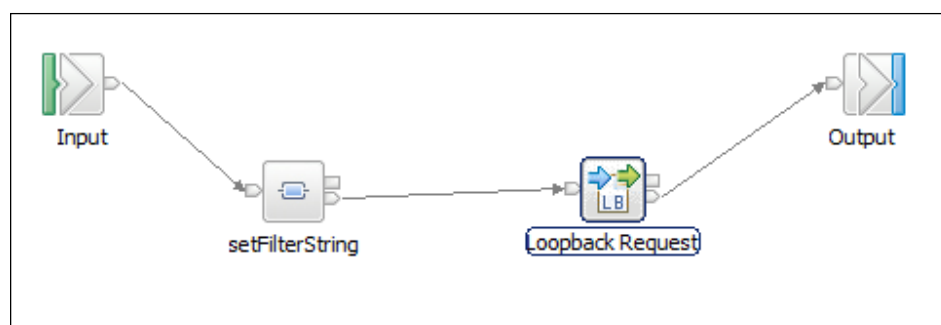 Input
Output
setFilterString
LB
Loopback Request